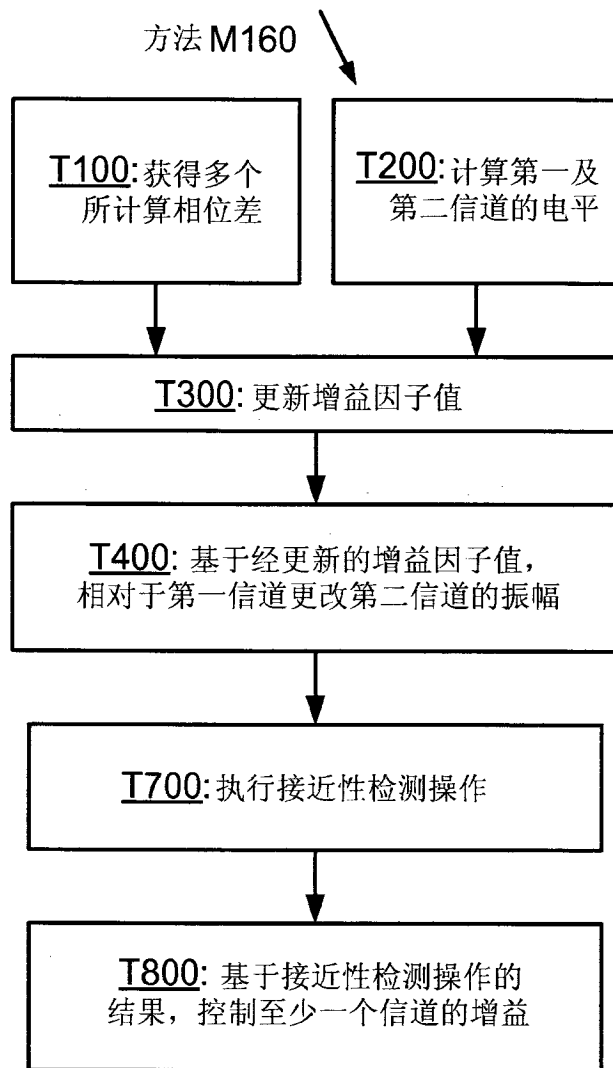 方法 M160
T100: 获得多个
所计算相位差
T200: 计算第一及
第二信道的电平
T300: 更新增益因子值
T400: 基于经更新的增益因子值，
相对于第一信道更改第二信道的振幅
T700: 执行接近性检测操作
T800: 基于接近性检测操作的
结果，控制至少一个信道的增益